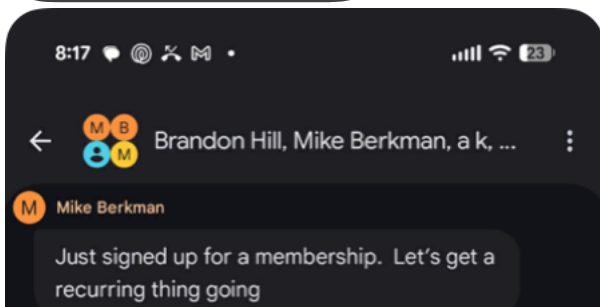 8:17
23
M B
M
Brandon Hill, Mike Berkman, a k, ...
M Mike Berkman
Just signed up for a membership.  Let's get a
recurring thing going